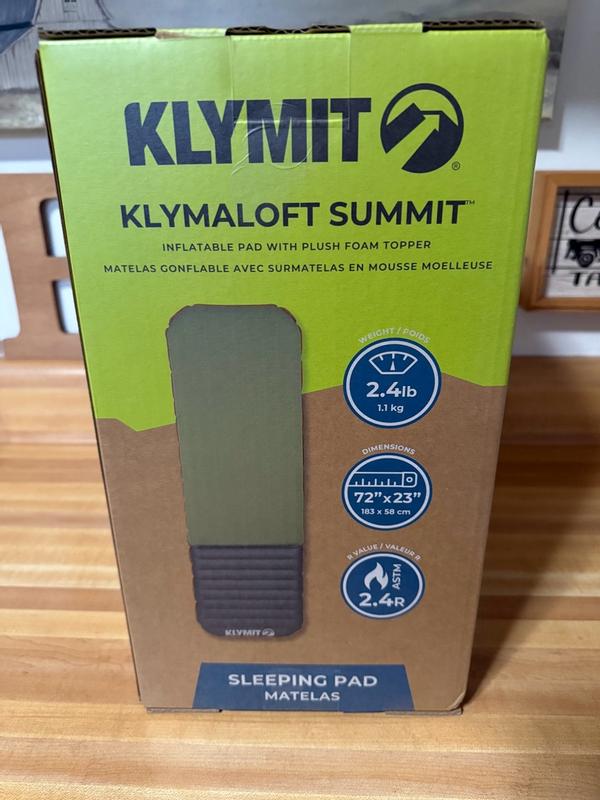 KLYMIT
®
KLYMALOFT SUMMIT™
INFLATABLE PAD WITH PLUSH FOAM TOPPER
MATELAS GONFLABLE AVEC SURMATELAS EN MOUSSE MOELLEUSE
WEIGHT / POIDS
2.4lb
1.1 kg
DIMENSIONS
72”x23”
183 x 58 cm
R VALUE / VALEUR R
ASTM
2.4R
KLYMIT
SLEEPING PAD
MATELAS